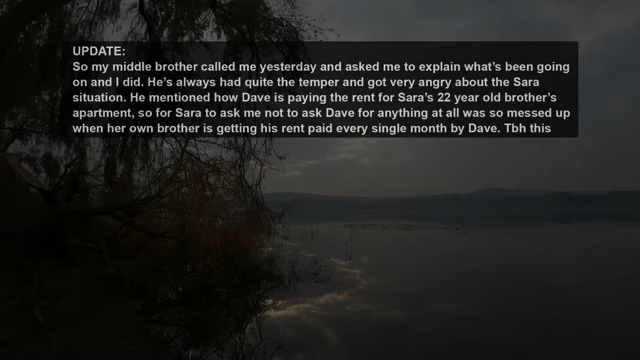 UPDATE:
So my middle brother called me yesterday and asked me to explain what’s been going
on and I did. He’s always had quite the temper and got very angry about the Sara
situation. He mentioned how Dave is paying the rent for Sara’s 22 year old brother’s
apartment, so for Sara to ask me not to ask Dave for anything at all was so messed up
when her own brother is getting his rent paid every single month by Dave. Tbh this